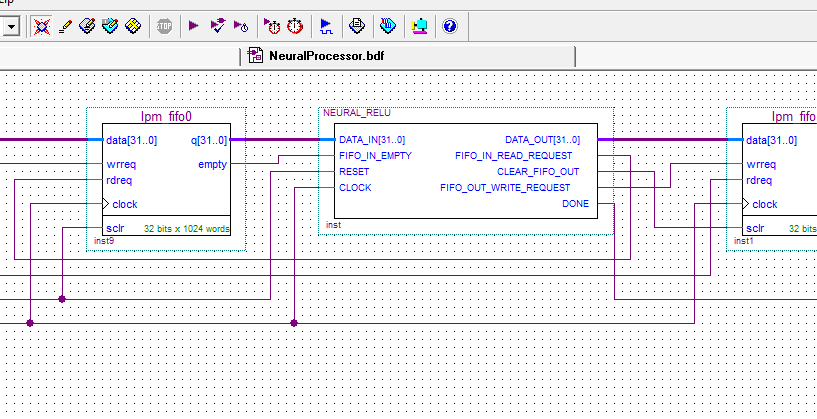 STOP
NeuralProcessor.bdf
lpm_fifo0
data[31..0]
q[31..0]
wrreq
empty
rdreq
clock
sclr
32 bits x 1024 words
inst9
NEURAL_RELU
DATA_IN[31..0]
DATA_OUT[31..0]
FIFO_IN_EMPTY
FIFO_IN_READ_REQUEST
RESET
CLEAR_FIFO_OUT
CLOCK
FIFO_OUT_WRITE_REQUEST
DONE
inst
lpm_fifo
data[31..0]
wrreq
rdreq
clock
sclr
32 bits
inst1